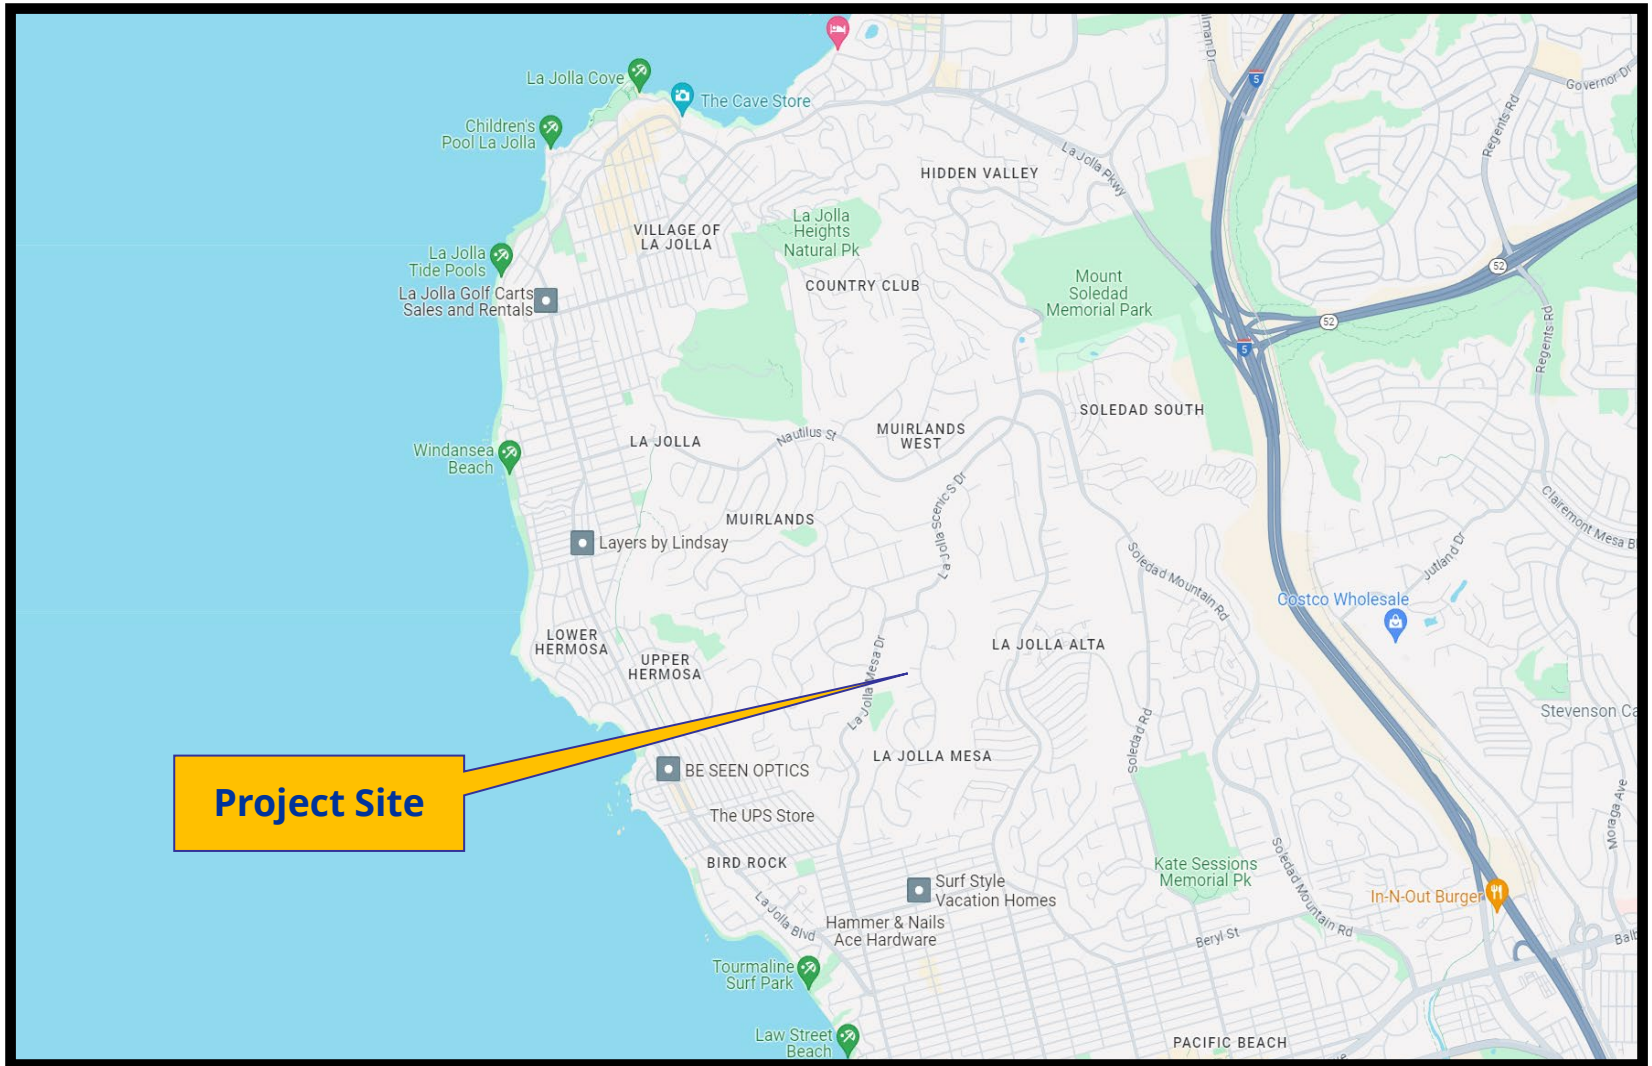 La Jolla Cove
The Cave Store
Children's
Pool La Jolla
HIDDEN VALLEY
La Jolla Pkwy
Governor Dr
Regents Rd
5
La Jolla
Heights
Natural Pk
VILLAGE OF
LA JOLLA
La Jolla
Tide Pools
La Jolla Golf Carts
Sales and Rentals
COUNTRY CLUB
Mount
Soledad
Memorial Park
52
52
5
Regents Rd
SOLEDAD SOUTH
MUIRLANDS
WEST
Nautilus St
LA JOLLA
Windansea
Beach
La Jolla Scenic S Dr
MUIRLANDS
Layers by Lindsay
Clairemont Mesa B
Jutland Dr
Soledad Mountain Rd
Costco Wholesale
LOWER
HERMOSA
UPPER
HERMOSA
LA JOLLA ALTA
La Jolla Mesa Dr
Stevenson Ca
Soledad Rd
LA JOLLA MESA
Project Site
BE SEEN OPTICS
The UPS Store
Moraga Ave
BIRD ROCK
Kate Sessions
Memorial Pk
Surf Style
Vacation Homes
In-N-Out Burger
La Jolla Blvd
Hammer & Nails
Ace Hardware
Soledad Mountain Rd
Beryl St
Balb
Tourmaline
Surf Park
Law Street
Beach
PACIFIC BEACH